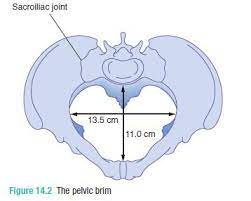 Sacroiliac joint
13.5 cm
11.0 cm
Figure 14.2 The pelvic brim